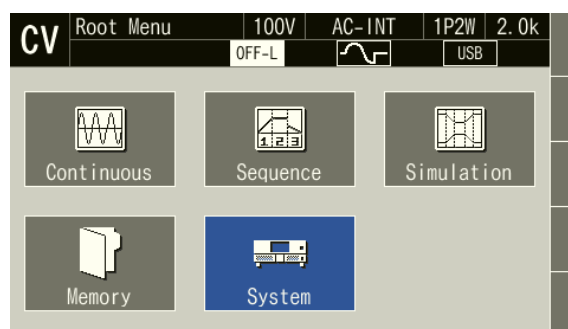 CV Root Menu 100V AC-INT 1P2W 2.0k
OFF-L USB
Continuous Sequence Simulation
Memory System